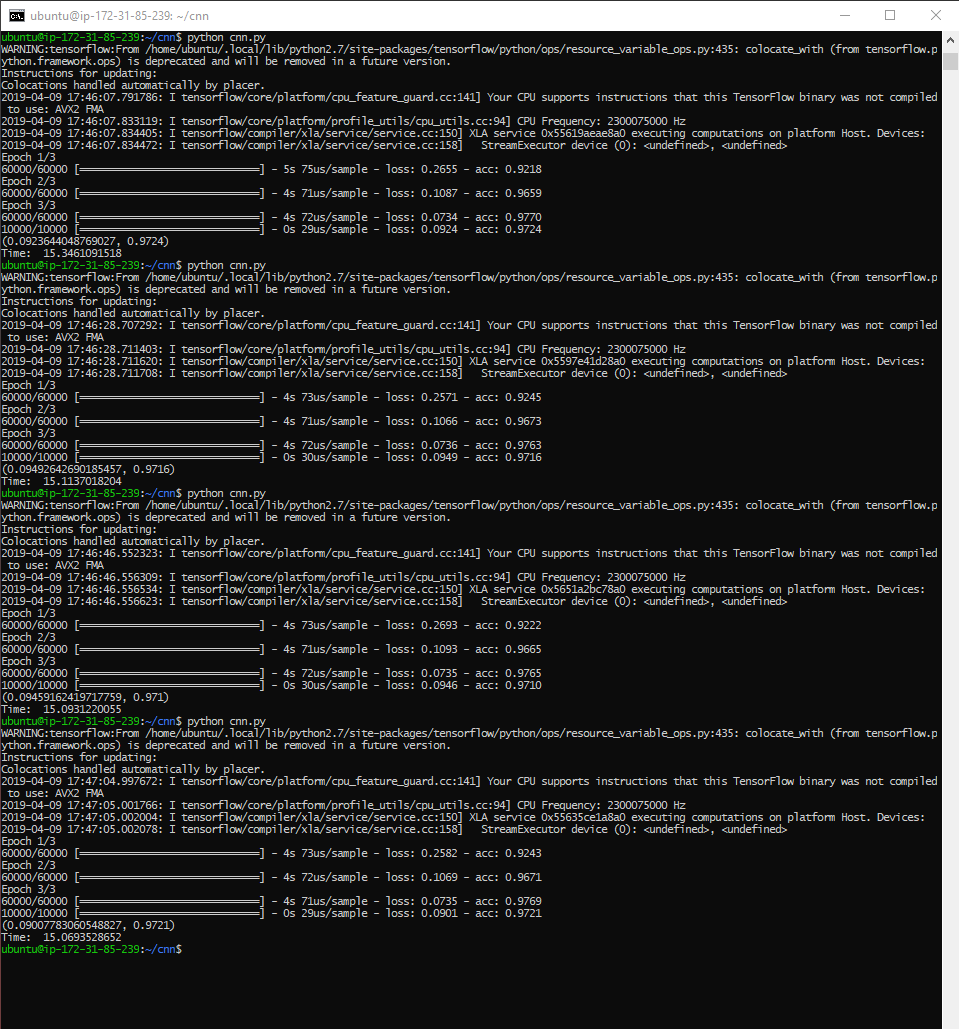 ubuntu@ip-172-31-85-239: ~/cnn
ubuntu@ip-172-31-85-239:~/cnn$ python cnn.py
WARNING:tensorflow:From /home/ubuntu/.local/lib/python2.7/site-packages/tensorflow/python/ops/resource_variable_ops.py:435: colocate_with (from tensorflow.p
ython.framework.ops) is deprecated and will be removed in a future version.
Instructions for updating:
Colocations handled automatically by placer.
2019-04-09 17:46:07.791786: I tensorflow/core/platform/cpu_feature_guard.cc:141] Your CPU supports instructions that this TensorFlow binary was not compiled
 to use: AVX2 FMA
2019-04-09 17:46:07.833119: I tensorflow/core/platform/profile_utils/cpu_utils.cc:94] CPU Frequency: 2300075000 Hz
2019-04-09 17:46:07.834405: I tensorflow/compiler/xla/service/service.cc:150] XLA service 0x55619aeae8a0 executing computations on platform Host. Devices:
2019-04-09 17:46:07.834472: I tensorflow/compiler/xla/service/service.cc:158]   StreamExecutor device (0): <undefined>, <undefined>
Epoch 1/3
60000/60000 [==============================] - 5s 75us/sample - loss: 0.2655 - acc: 0.9218
Epoch 2/3
60000/60000 [==============================] - 4s 71us/sample - loss: 0.1087 - acc: 0.9659
Epoch 3/3
60000/60000 [==============================] - 4s 72us/sample - loss: 0.0734 - acc: 0.9770
10000/10000 [==============================] - 0s 29us/sample - loss: 0.0924 - acc: 0.9724
(0.0923644048769027, 0.9724)
Time:  15.3461091518
ubuntu@ip-172-31-85-239:~/cnn$ python cnn.py
WARNING:tensorflow:From /home/ubuntu/.local/lib/python2.7/site-packages/tensorflow/python/ops/resource_variable_ops.py:435: colocate_with (from tensorflow.p
ython.framework.ops) is deprecated and will be removed in a future version.
Instructions for updating:
Colocations handled automatically by placer.
2019-04-09 17:46:28.707292: I tensorflow/core/platform/cpu_feature_guard.cc:141] Your CPU supports instructions that this TensorFlow binary was not compiled
 to use: AVX2 FMA
2019-04-09 17:46:28.711403: I tensorflow/core/platform/profile_utils/cpu_utils.cc:94] CPU Frequency: 2300075000 Hz
2019-04-09 17:46:28.711620: I tensorflow/compiler/xla/service/service.cc:150] XLA service 0x5597e41d28a0 executing computations on platform Host. Devices:
2019-04-09 17:46:28.711708: I tensorflow/compiler/xla/service/service.cc:158]   StreamExecutor device (0): <undefined>, <undefined>
Epoch 1/3
60000/60000 [==============================] - 4s 73us/sample - loss: 0.2571 - acc: 0.9245
Epoch 2/3
60000/60000 [==============================] - 4s 71us/sample - loss: 0.1066 - acc: 0.9673
Epoch 3/3
60000/60000 [==============================] - 4s 72us/sample - loss: 0.0736 - acc: 0.9763
10000/10000 [==============================] - 0s 30us/sample - loss: 0.0949 - acc: 0.9716
(0.09492642690185457, 0.9716)
Time:  15.1137018204
ubuntu@ip-172-31-85-239:~/cnn$ python cnn.py
WARNING:tensorflow:From /home/ubuntu/.local/lib/python2.7/site-packages/tensorflow/python/ops/resource_variable_ops.py:435: colocate_with (from tensorflow.p
ython.framework.ops) is deprecated and will be removed in a future version.
Instructions for updating:
Colocations handled automatically by placer.
2019-04-09 17:46:46.552323: I tensorflow/core/platform/cpu_feature_guard.cc:141] Your CPU supports instructions that this TensorFlow binary was not compiled
 to use: AVX2 FMA
2019-04-09 17:46:46.556309: I tensorflow/core/platform/profile_utils/cpu_utils.cc:94] CPU Frequency: 2300075000 Hz
2019-04-09 17:46:46.556534: I tensorflow/compiler/xla/service/service.cc:150] XLA service 0x5651a2bc78a0 executing computations on platform Host. Devices:
2019-04-09 17:46:46.556623: I tensorflow/compiler/xla/service/service.cc:158]   StreamExecutor device (0): <undefined>, <undefined>
Epoch 1/3
60000/60000 [==============================] - 4s 73us/sample - loss: 0.2693 - acc: 0.9222
Epoch 2/3
60000/60000 [==============================] - 4s 71us/sample - loss: 0.1093 - acc: 0.9665
Epoch 3/3
60000/60000 [==============================] - 4s 72us/sample - loss: 0.0735 - acc: 0.9765
10000/10000 [==============================] - 0s 30us/sample - loss: 0.0946 - acc: 0.9710
(0.09459162419717759, 0.971)
Time:  15.0931220055
ubuntu@ip-172-31-85-239:~/cnn$ python cnn.py
WARNING:tensorflow:From /home/ubuntu/.local/lib/python2.7/site-packages/tensorflow/python/ops/resource_variable_ops.py:435: colocate_with (from tensorflow.p
ython.framework.ops) is deprecated and will be removed in a future version.
Instructions for updating:
Colocations handled automatically by placer.
2019-04-09 17:47:04.997672: I tensorflow/core/platform/cpu_feature_guard.cc:141] Your CPU supports instructions that this TensorFlow binary was not compiled
 to use: AVX2 FMA
2019-04-09 17:47:05.001766: I tensorflow/core/platform/profile_utils/cpu_utils.cc:94] CPU Frequency: 2300075000 Hz
2019-04-09 17:47:05.002004: I tensorflow/compiler/xla/service/service.cc:150] XLA service 0x55635ce1a8a0 executing computations on platform Host. Devices:
2019-04-09 17:47:05.002078: I tensorflow/compiler/xla/service/service.cc:158]   StreamExecutor device (0): <undefined>, <undefined>
Epoch 1/3
60000/60000 [==============================] - 4s 73us/sample - loss: 0.2582 - acc: 0.9243
Epoch 2/3
60000/60000 [==============================] - 4s 72us/sample - loss: 0.1069 - acc: 0.9671
Epoch 3/3
60000/60000 [==============================] - 4s 71us/sample - loss: 0.0735 - acc: 0.9769
10000/10000 [==============================] - 0s 29us/sample - loss: 0.0901 - acc: 0.9721
(0.09007783060548827, 0.9721)
Time:  15.0693528652
ubuntu@ip-172-31-85-239:~/cnn$